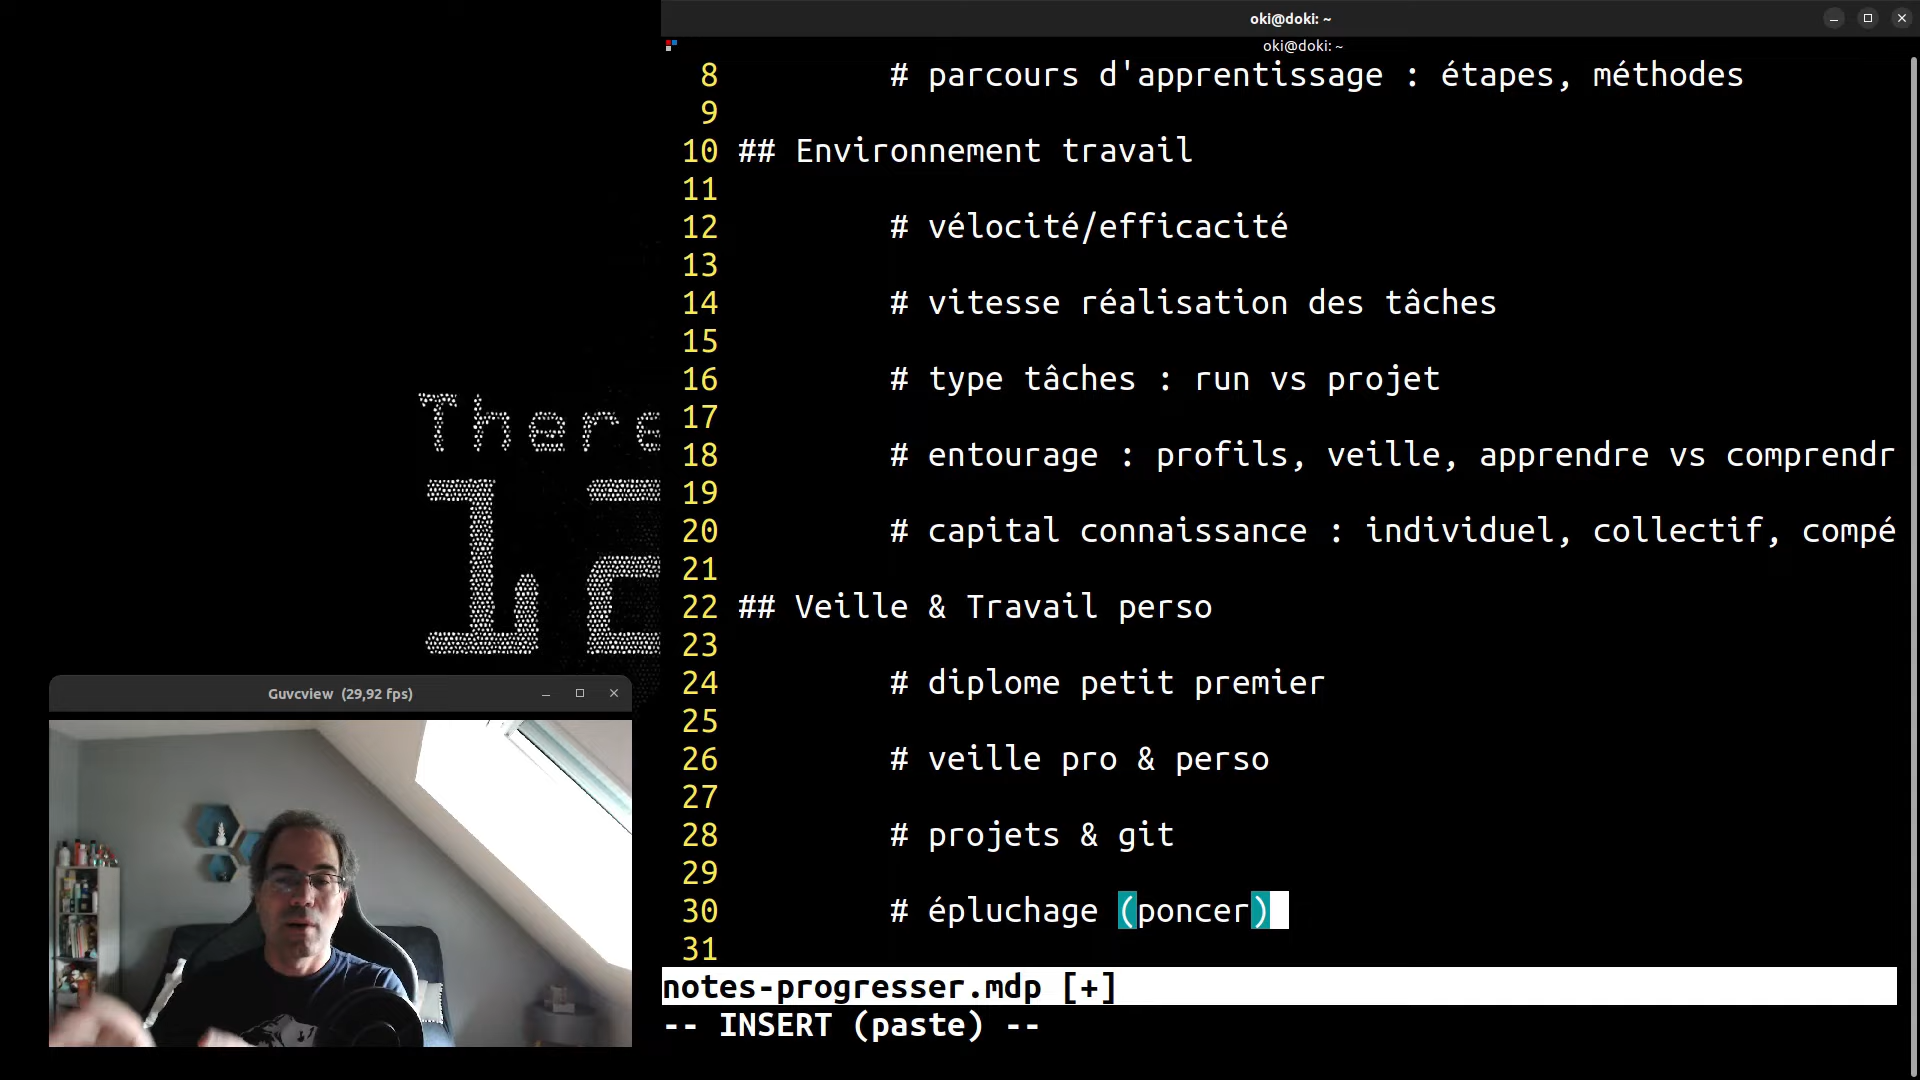 oki@doki: ~
oki@doki: ~
8 # parcours d'apprentissage : étapes, méthodes
9
10 ## Environnement travail
11
12 # vélocité/efficacité
13
14 # vitesse réalisation des tâches
15
16 # type tâches : run vs projet
17
18 # entourage : profils, veille, apprendre vs comprendr
19
20 # capital connaissance : individuel, collectif, compé
21
22 ## Veille & Travail perso
23
24 # diplome petit premier
25
26 # veille pro & perso
27
28 # projets & git
29
30 # épluchage (poncer)
31
notes-progresser.mdp [+]
-- INSERT (paste) --
There
Guvcview (29,92 fps)